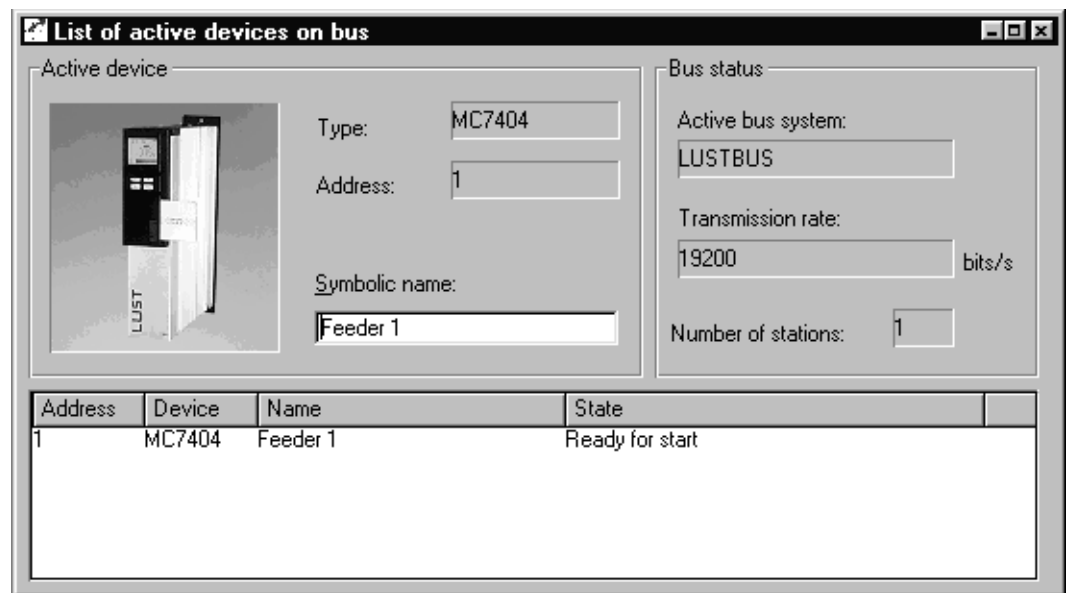 List of active devices on bus
Active device
Type:
MC7404
Address:
1
Symbolic name:
Feeder 1
LUST
Bus status
Active bus system:
LUSTBUS
Transmission rate:
19200 bits/s
Number of stations: 1
Address Device Name State
1 MC7404 Feeder 1 Ready for start